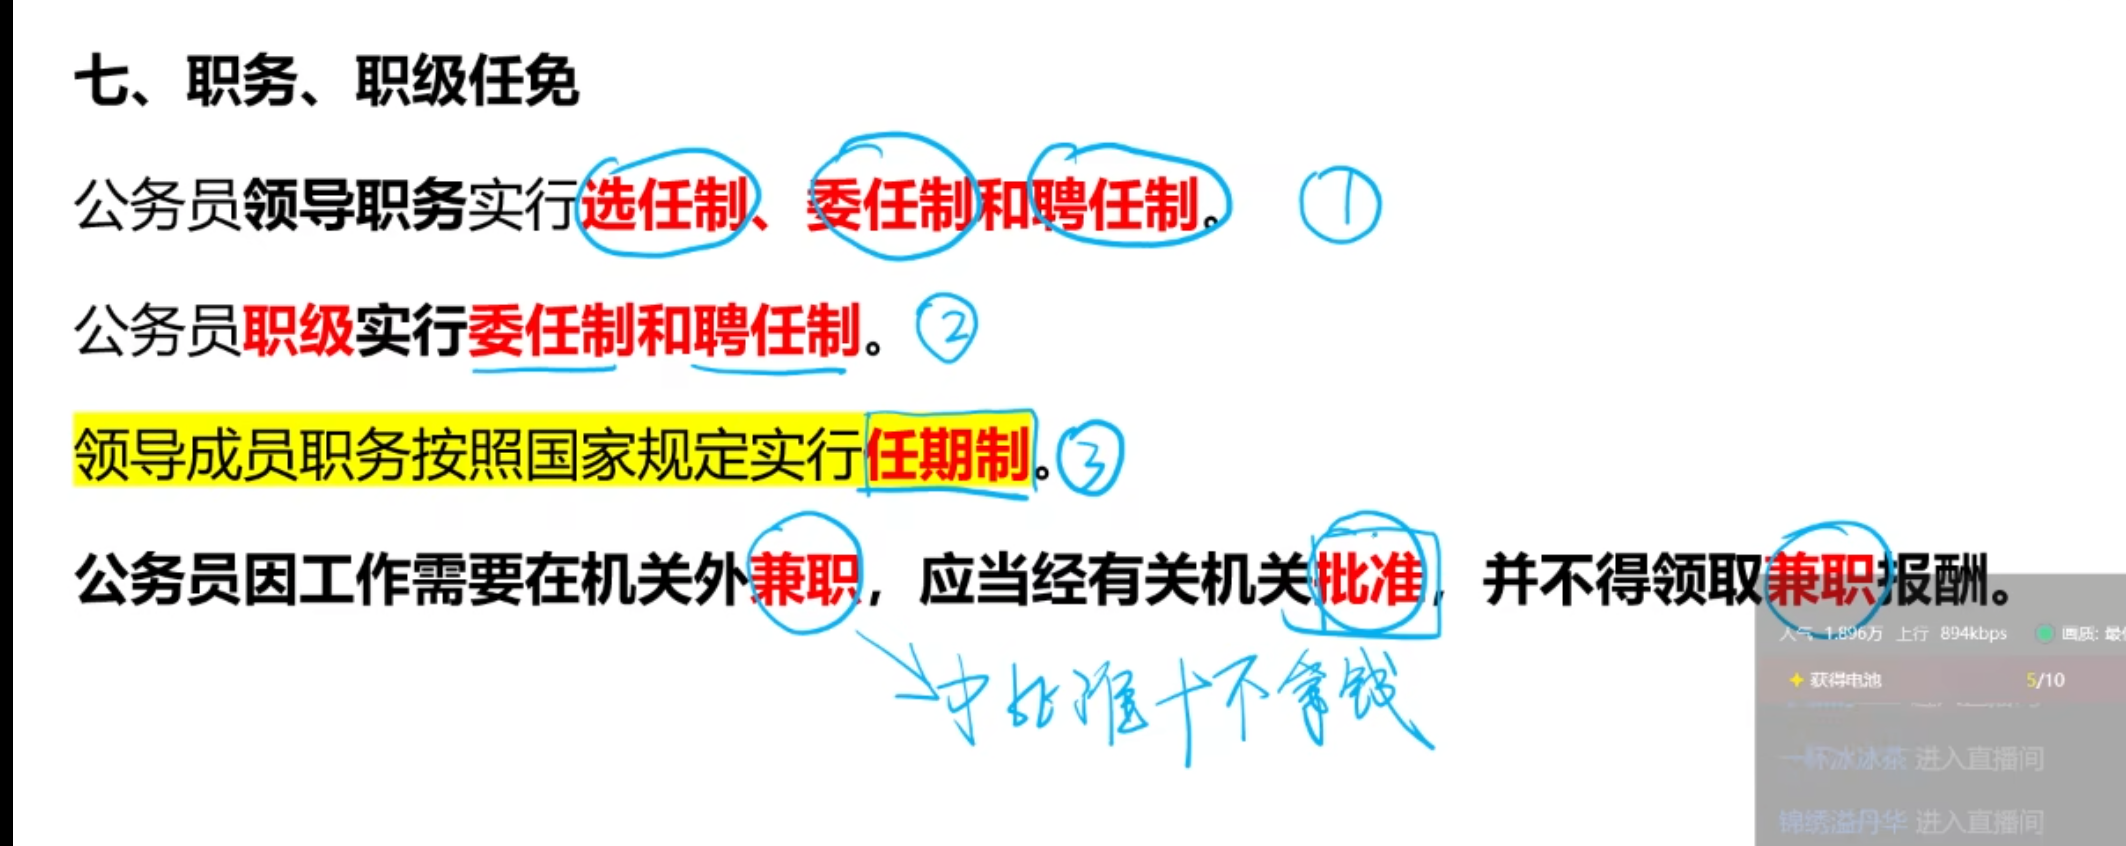 七、职务、职级任免
公务员领导职务实行选任制、委任制和聘任制。 ①
公务员职级实行委任制和聘任制。 ②
领导成员职务按照国家规定实行任期制。 ③
公务员因工作需要在机关外兼职，应当经有关机关批准，并不得领取兼职报酬。
批准+不拿钱
人气 1.896万 上行 894kbps 画质: 最
获得电池 5/10
一杯冰冰茶 进入直播间
锦绣溢丹华 进入直播间